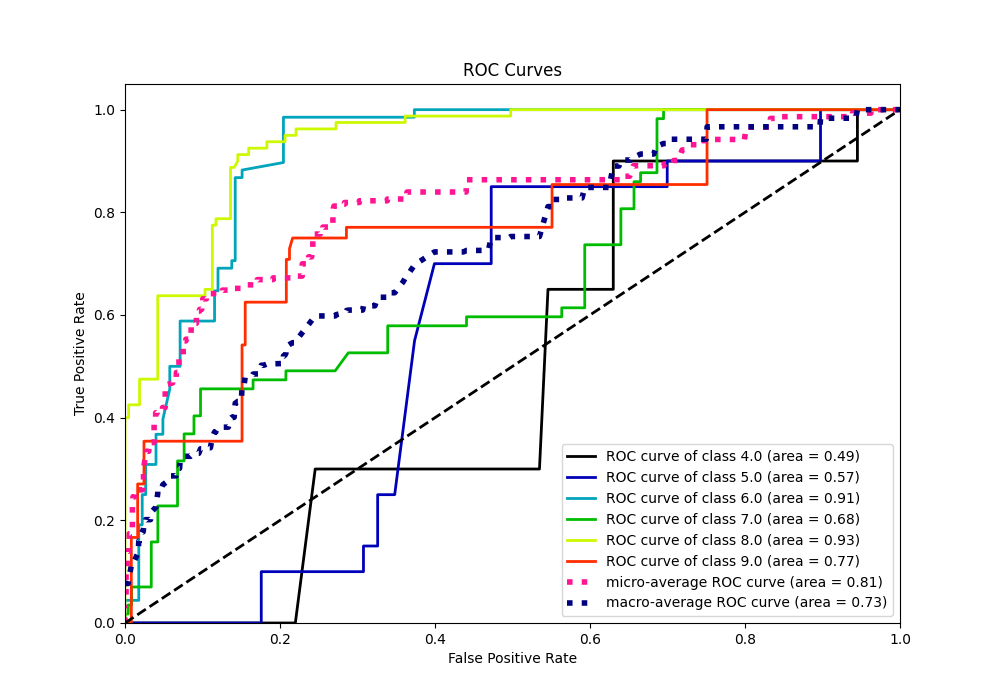 ROC Curves
True Positive Rate
1.0
0.8
0.6
0.4
0.2
0.0
0.0 0.2 0.4 0.6 0.8 1.0
False Positive Rate
ROC curve of class 4.0 (area = 0.49)
ROC curve of class 5.0 (area = 0.57)
ROC curve of class 6.0 (area = 0.91)
ROC curve of class 7.0 (area = 0.68)
ROC curve of class 8.0 (area = 0.93)
ROC curve of class 9.0 (area = 0.77)
micro-average ROC curve (area = 0.81)
macro-average ROC curve (area = 0.73)